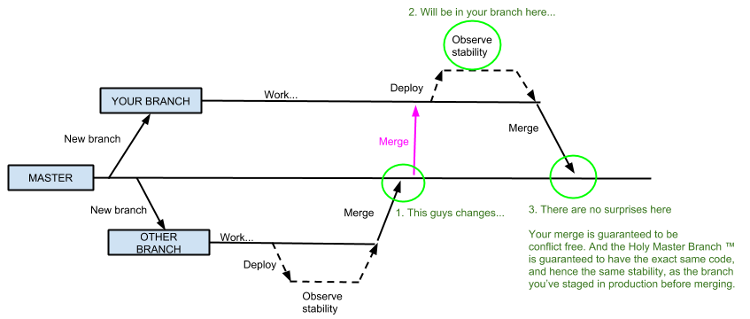 2. Will be in your branch here...
Observe
stability
Deploy
YOUR BRANCH
Work...
New branch
Merge
Merge
MASTER
New branch
Merge
1. This guys changes...
3. There are no surprises here
OTHER
BRANCH
Work...
Deploy
Observe
stability
Your merge is guaranteed to be
conflict free. And the Holy Master Branch ™
is guaranteed to have the exact same code,
and hence the same stability, as the branch
you've staged in production before merging.